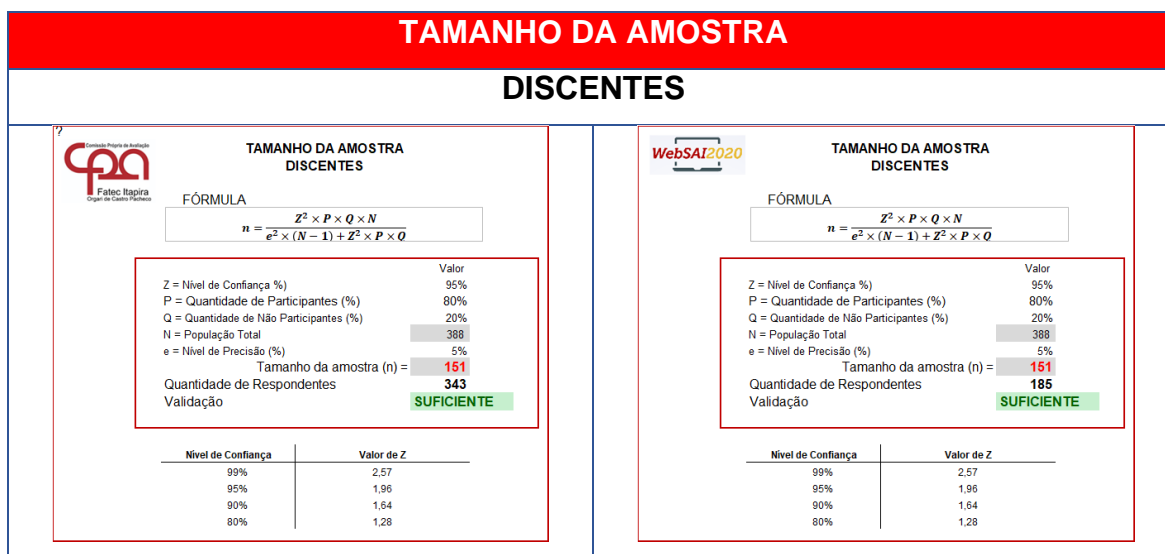 TAMANHO DA AMOSTRA
DISCENTES
?
Comissão Própria de Avaliação
cpa
Fatec Itapira
Ogari de Castro Pacheco
TAMANHO DA AMOSTRA
DISCENTES
FÓRMULA
n = Z² × P × Q × N / e² × (N − 1) + Z² × P × Q
Valor
Z = Nível de Confiança %) 95%
P = Quantidade de Participantes (%) 80%
Q = Quantidade de Não Participantes (%) 20%
N = População Total 388
e = Nível de Precisão (%) 5%
Tamanho da amostra (n) = 151
Quantidade de Respondentes 343
Validação SUFICIENTE
Nível de Confiança Valor de Z
99% 2,57
95% 1,96
90% 1,64
80% 1,28
WebSAI2020
TAMANHO DA AMOSTRA
DISCENTES
FÓRMULA
n = Z² × P × Q × N / e² × (N − 1) + Z² × P × Q
Valor
Z = Nível de Confiança %) 95%
P = Quantidade de Participantes (%) 80%
Q = Quantidade de Não Participantes (%) 20%
N = População Total 388
e = Nível de Precisão (%) 5%
Tamanho da amostra (n) = 151
Quantidade de Respondentes 185
Validação SUFICIENTE
Nível de Confiança Valor de Z
99% 2,57
95% 1,96
90% 1,64
80% 1,28